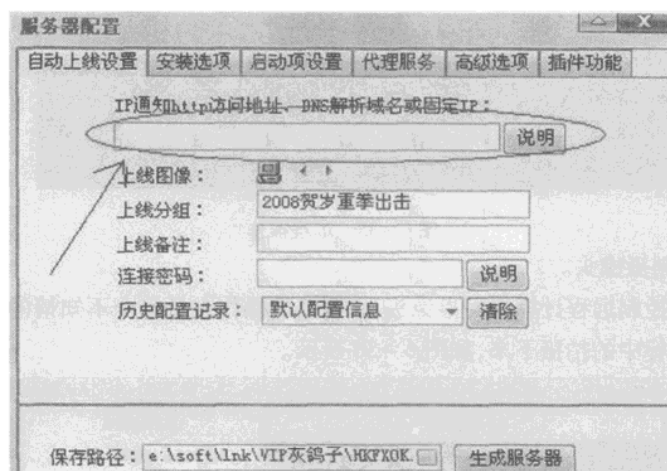 服务器配置
自动上线设置 安装选项 启动项设置 代理服务 高级选项 插件功能
IP通知http访问地址、DNS解析域名或固定IP：
说明
上线图像：
上线分组： 2008贺岁重拳出击
上线备注：
连接密码： 说明
历史配置记录： 默认配置信息 清除
保存路径： e:\soft\lnk\VIP灰鸽子\HKFXOK. 生成服务器